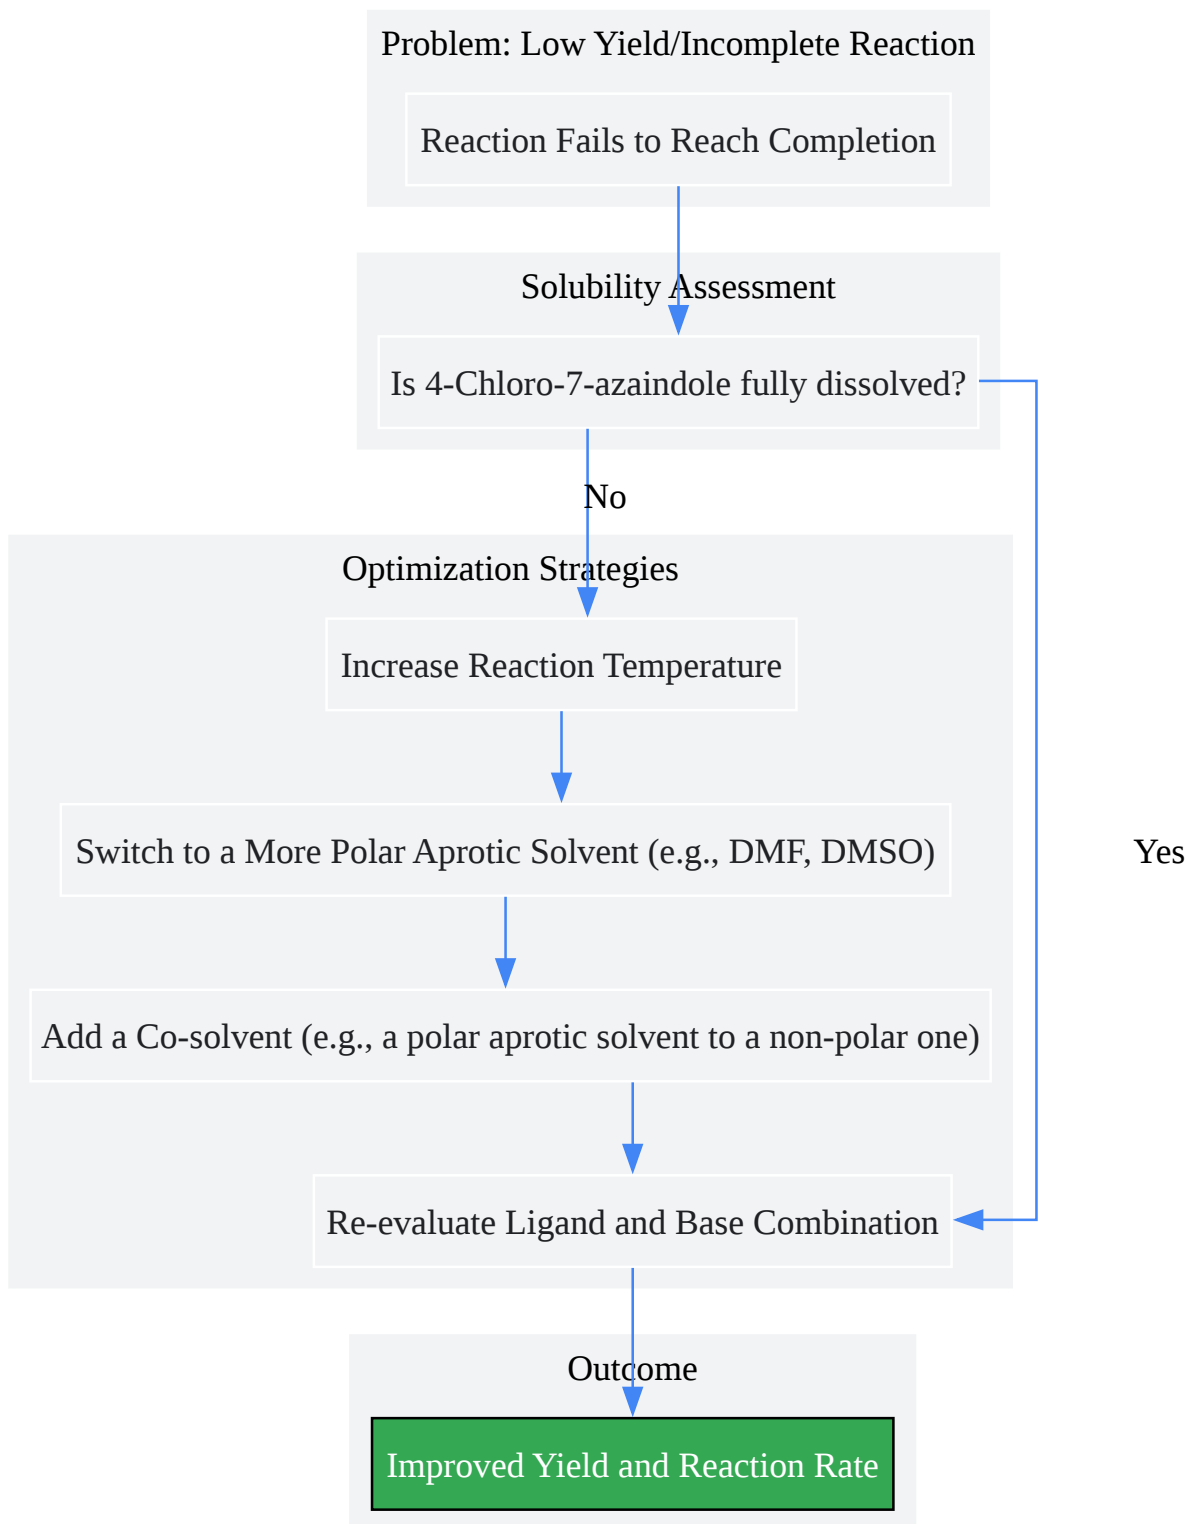 Problem: Low Yield/Incomplete Reaction
Reaction Fails to Reach Completion
Solubility Assessment
Is 4-Chloro-7-azaindole fully dissolved?
No
Optimization Strategies
Increase Reaction Temperature
Switch to a More Polar Aprotic Solvent (e.g., DMF, DMSO)
Yes
Add a Co-solvent (e.g., a polar aprotic solvent to a non-polar one)
Re-evaluate Ligand and Base Combination
Outcome
Improved Yield and Reaction Rate